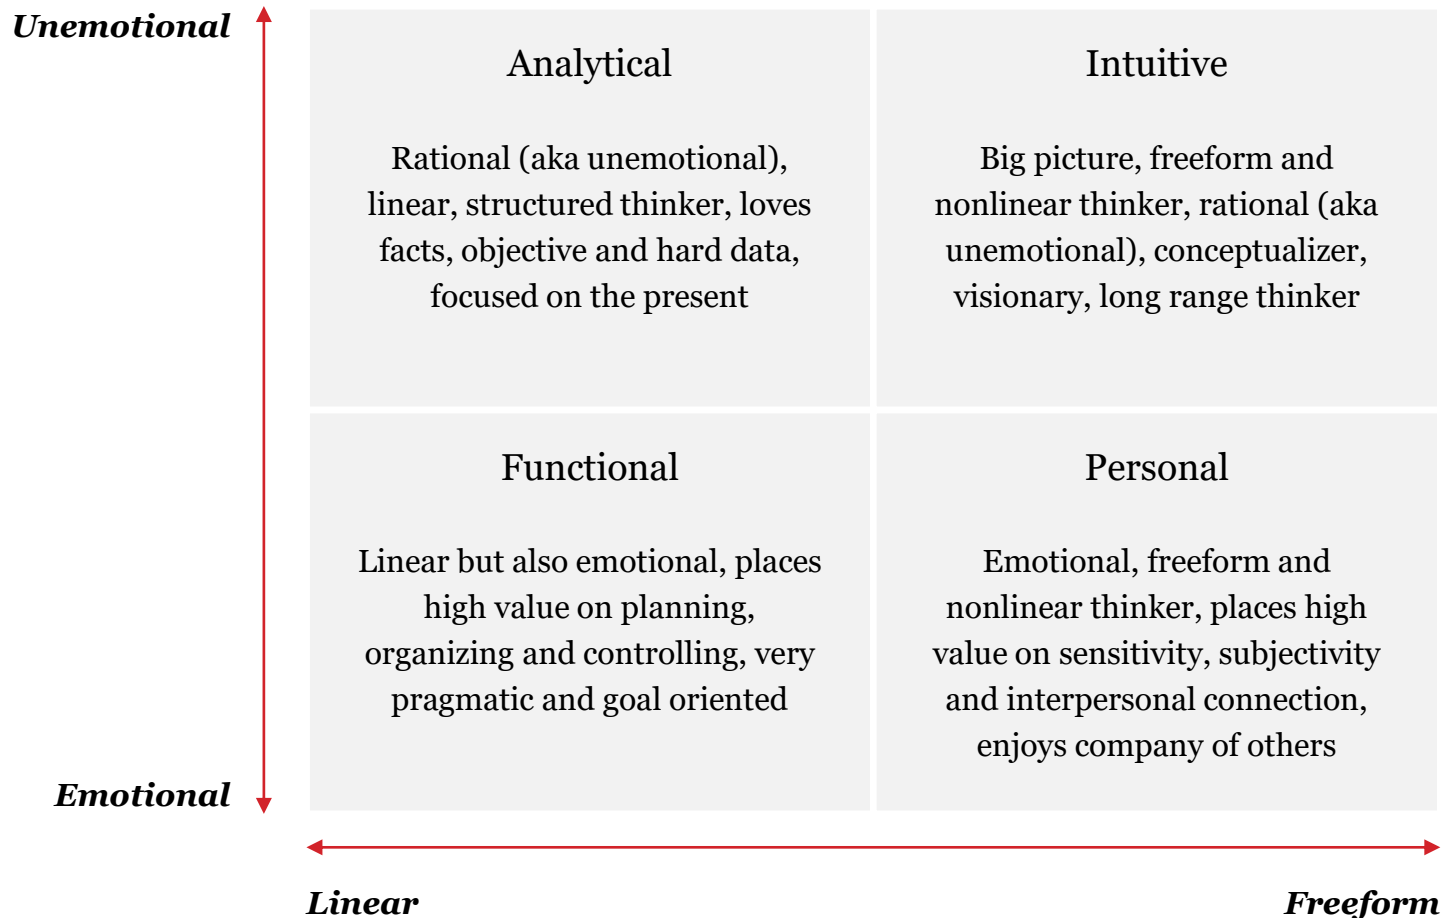 Unemotional
Analytical
Rational (aka unemotional),
linear, structured thinker, loves
facts, objective and hard data,
focused on the present
Intuitive
Big picture, freeform and
nonlinear thinker, rational (aka
unemotional), conceptualizer,
visionary, long range thinker
Functional
Linear but also emotional, places
high value on planning,
organizing and controlling, very
pragmatic and goal oriented
Personal
Emotional, freeform and
nonlinear thinker, places high
value on sensitivity, subjectivity
and interpersonal connection,
enjoys company of others
Emotional
Linear
Freeform